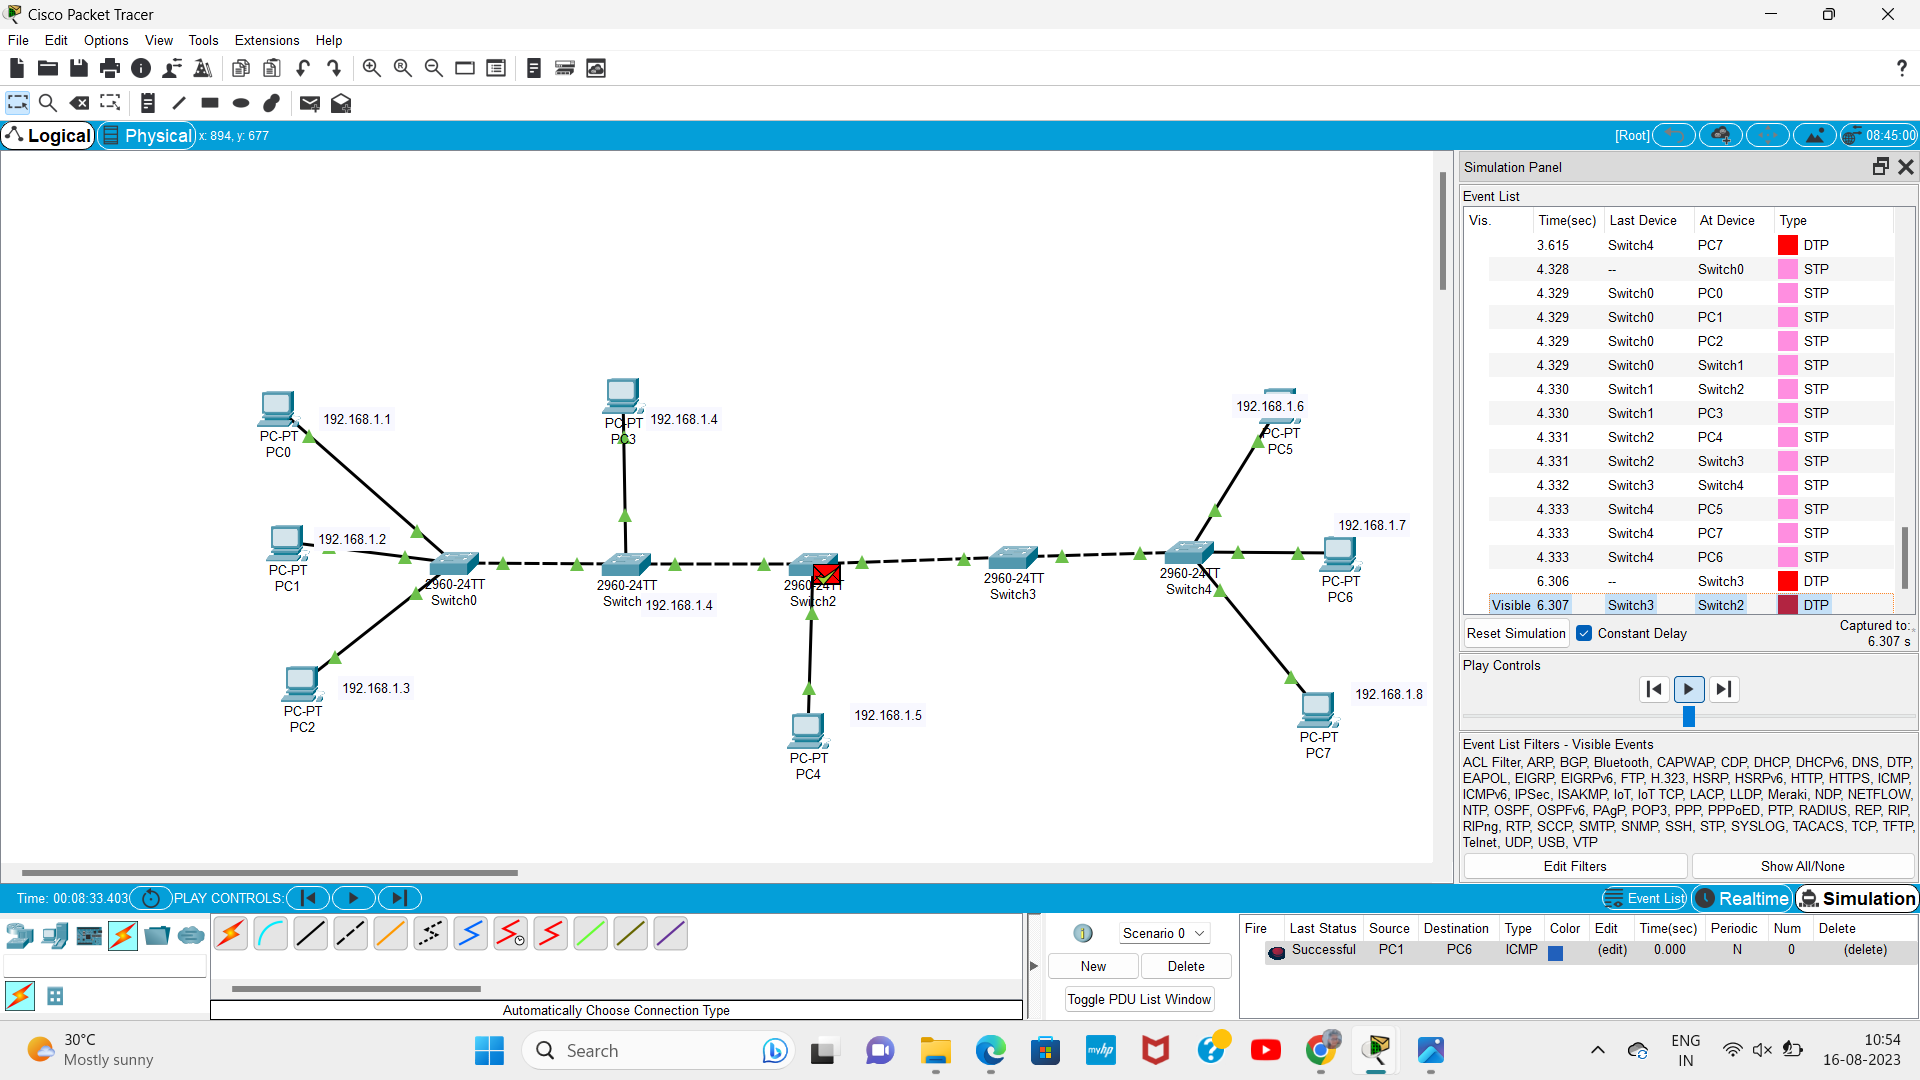 Cisco Packet Tracer
File Edit Options View Tools Extensions Help
?
Logical Physical x: 894, y: 677 [Root] 08:45:00
Simulation Panel
Event List
Vis. Time(sec) Last Device At Device Type
3.615 Switch4 PC7 DTP
4.328 -- Switch0 STP
4.329 Switch0 PC0 STP
4.329 Switch0 PC1 STP
4.329 Switch0 PC2 STP
4.329 Switch0 Switch1 STP
4.330 Switch1 Switch2 STP
4.330 Switch1 PC3 STP
4.331 Switch2 PC4 STP
4.331 Switch2 Switch3 STP
4.332 Switch3 Switch4 STP
4.333 Switch4 PC5 STP
4.333 Switch4 PC7 STP
4.333 Switch4 PC6 STP
6.306 -- Switch3 DTP
Visible 6.307 Switch3 Switch2 DTP
Reset Simulation Constant Delay Captured to:
6.307 s
Play Controls
Event List Filters - Visible Events
ACL Filter, ARP, BGP, Bluetooth, CAPWAP, CDP, DHCP, DHCPv6, DNS, DTP,
EAPOL, EIGRP, EIGRPv6, FTP, H.323, HSRP, HSRPv6, HTTP, HTTPS, ICMP,
ICMPv6, IPSec, ISAKMP, IoT, IoT TCP, LACP, LLDP, Meraki, NDP, NETFLOW,
NTP, OSPF, OSPFv6, PAgP, POP3, PPP, PPPoED, PTP, RADIUS, REP, RIP,
RIPng, RTP, SCCP, SMTP, SNMP, SSH, STP, SYSLOG, TACACS, TCP, TFTP,
Telnet, UDP, USB, VTP
Edit Filters Show All/None
PC-PT
PC0
192.168.1.1
PC-PT
PC1
192.168.1.2
PC-PT
PC2
192.168.1.3
2960-24TT
Switch0
PC-PT
PC3
192.168.1.4
2960-24TT
Switch
192.168.1.4
2960-24TT
Switch2
PC-PT
PC4
192.168.1.5
2960-24TT
Switch3
2960-24TT
Switch4
192.168.1.6
PC-PT
PC5
192.168.1.7
PC-PT
PC6
192.168.1.8
PC-PT
PC7
Time: 00:08:33.403 PLAY CONTROLS: Event List Realtime Simulation
Automatically Choose Connection Type
1 Scenario 0
New Delete
Toggle PDU List Window
Fire Last Status Source Destination Type Color Edit Time(sec) Periodic Num Delete
Successful PC1 PC6 ICMP (edit) 0.000 N 0 (delete)
30°C
Mostly sunny
Search
myhp
ENG
IN
10:54
16-08-2023